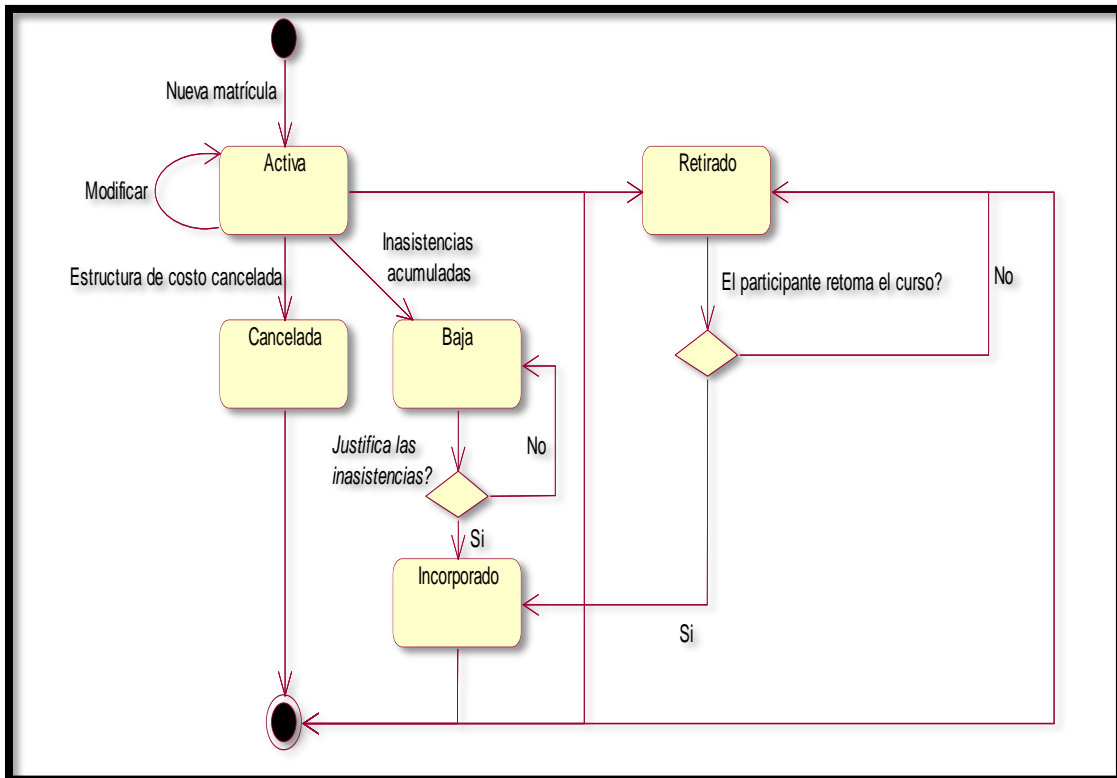 Nueva matrícula
Activa
Retirado
Modificar
Inasistencias
acumuladas
Estructura de costo cancelada
El participante retoma el curso?
No
Cancelada
Baja
Justifica las
inasistencias?
No
Si
Incorporado
Si